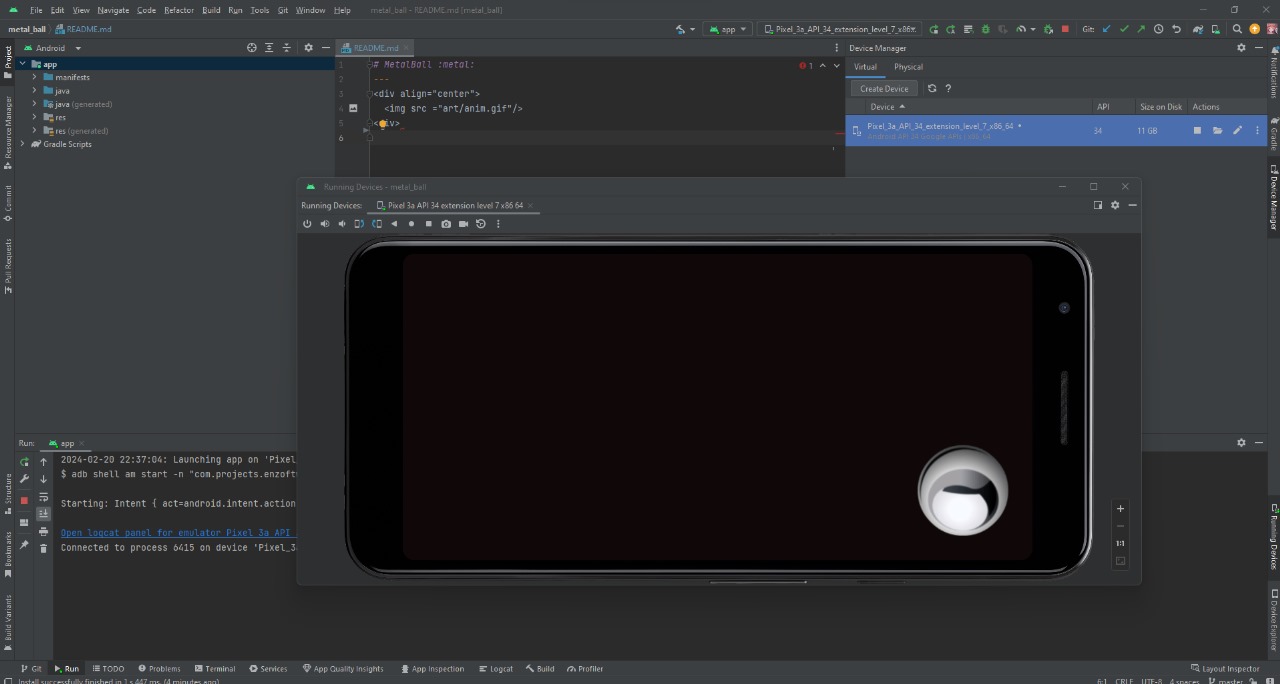 File Edit View Navigate Code Refactor Build Run Tools Git Window Help metal_ball - README.md [metal_ball]
metal_ball README.md app Pixel_3a_API_34_extension_level_7_x86... Git:
Project
Android
README.md
Device Manager
app
manifests
java
java (generated)
res
res (generated)
Gradle Scripts
1 # MetalBall :metal:
2 ---
3 <div align="center">
4 <img src ="art/anim.gif"/>
5 < iv>
6
1
Virtual Physical
Create Device
?
Device API Size on Disk Actions
Pixel_3a_API_34_extension_level_7_x86_64 34 11 GB
Android API 34 Google APIs | x86_64
Resource Manager
Commit
Pull Requests
Notifications
Gradle
Device Manager
Running Devices - metal_ball
Running Devices: Pixel 3a API 34 extension level 7 x86 64
1:1
Run: app
2024-02-20 22:37:04: Launching app on 'Pixel
$ adb shell am start -n "com.projects.enzoft
Starting: Intent { act=android.intent.action
Open logcat panel for emulator Pixel 3a API
Connected to process 6415 on device 'Pixel_3
Structure
Bookmarks
Build Variants
Running Devices
Device Explorer
Git Run TODO Problems Terminal Services App Quality Insights App Inspection Logcat Build Profiler Layout Inspector
Install successfully finished in 1 s 447 ms. (4 minutes ago) 6:1 CRLF UTF-8 4 spaces master